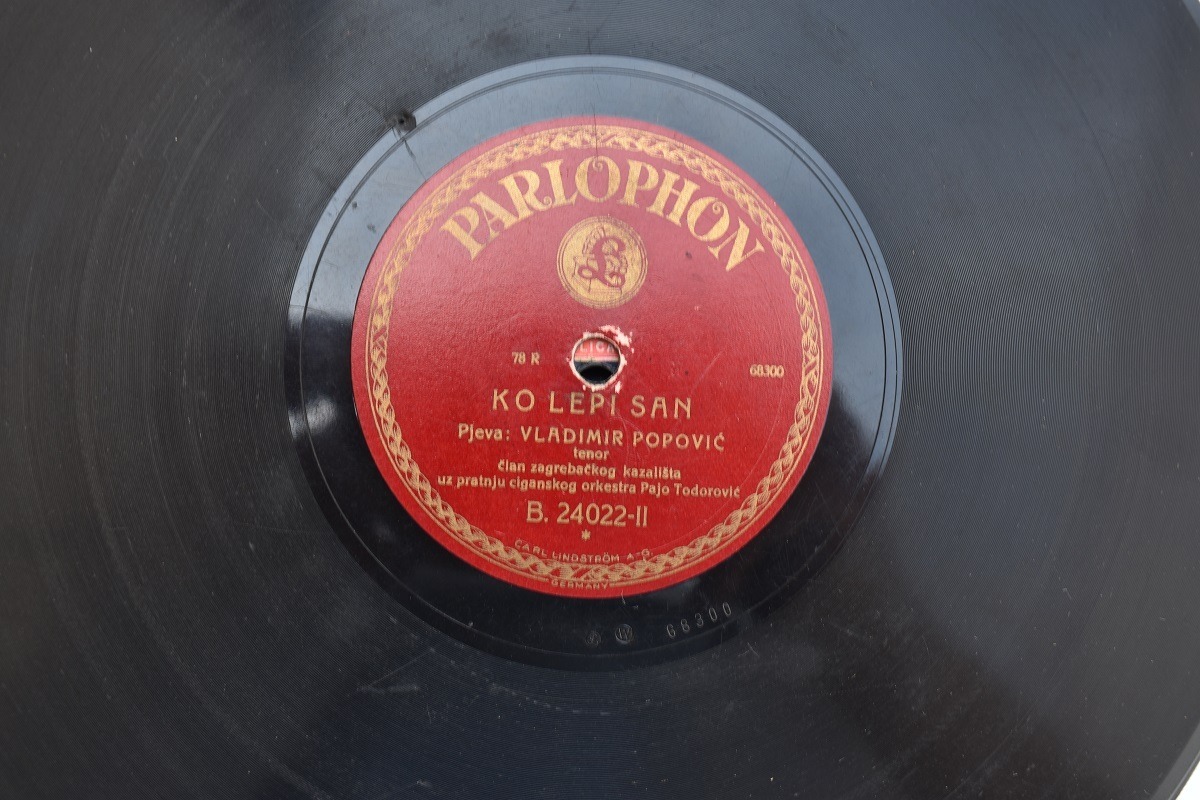 PARLOPHON
£
78 R
68300
KO LEPI SAN
Pjeva: VLADIMIR POPOVIĆ
tenor
član zagrebačkog kazališta
uz pratnju ciganskog orkestra Pajo Todorović
B. 24022-II
*
CARL LINDSTRÖM A-G
GERMANY
68300